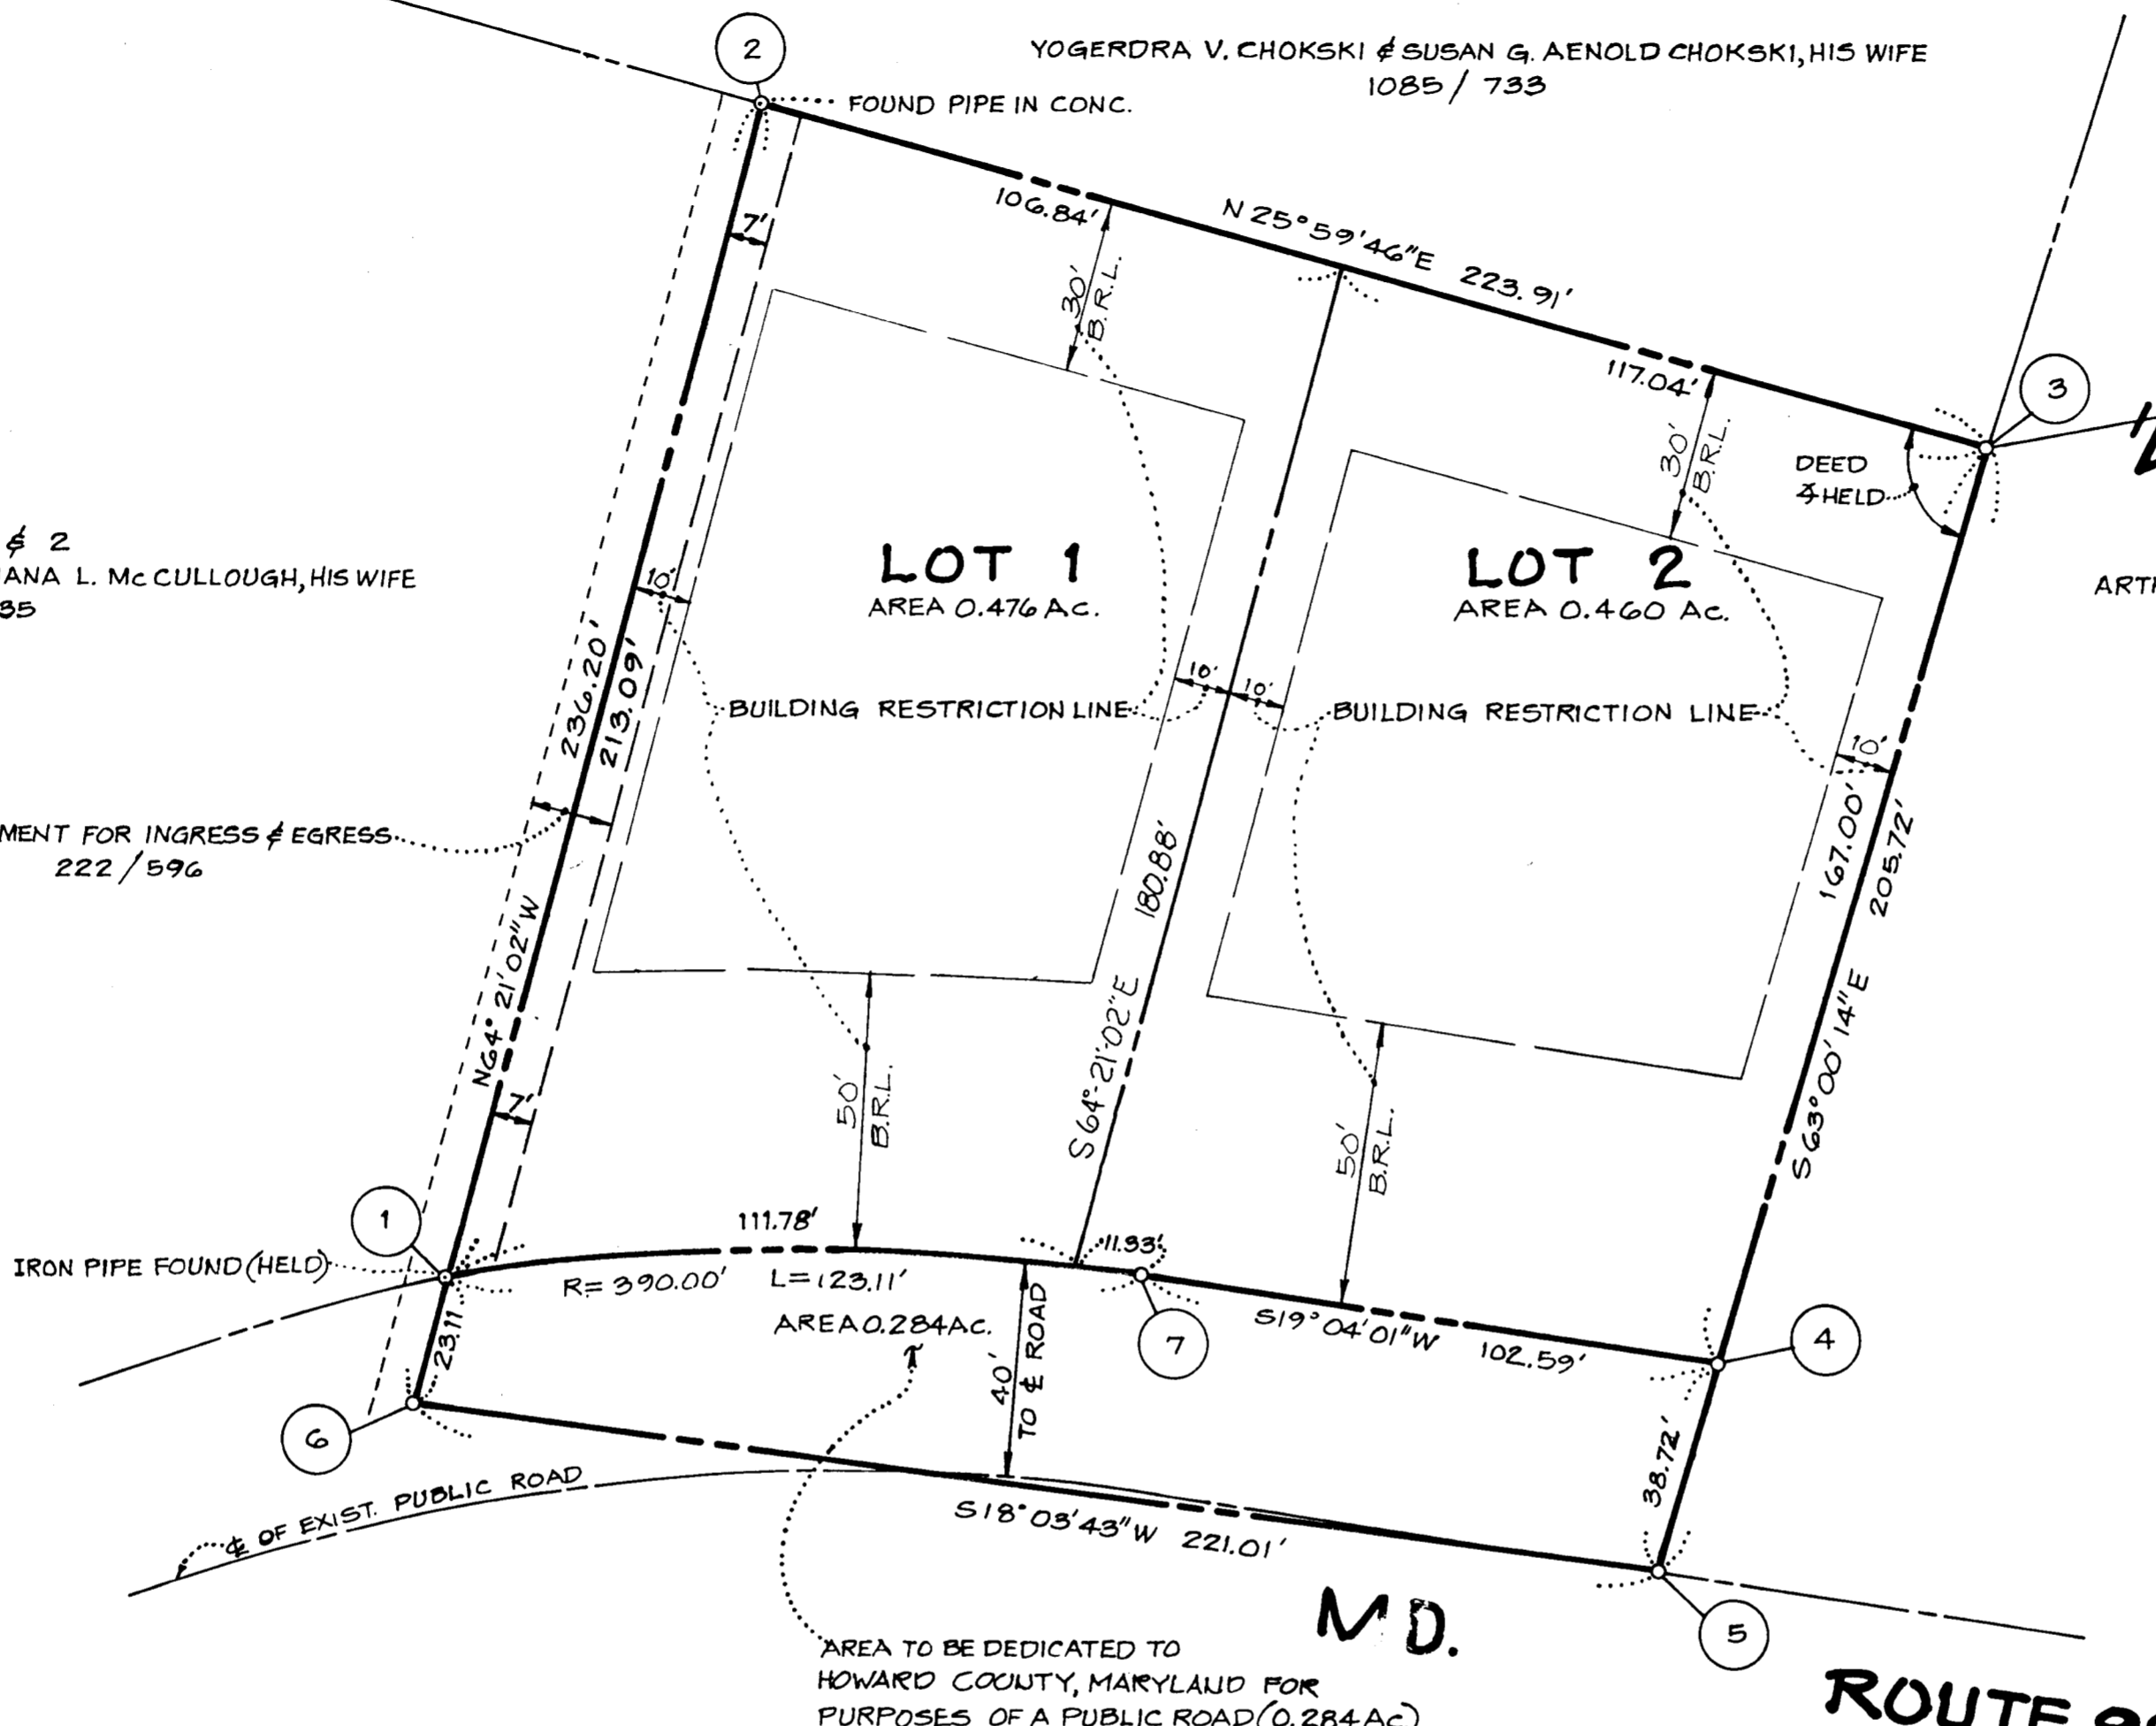 2
YOGERDRA V. CHOKSKI & SUSAN G. AENOLD CHOKSKI, HIS WIFE
1085 / 733
FOUND PIPE IN CONC.
106.84'
N 25° 59' 46" E 223.91'
7'
30'
B.R.L.
117.04'
3
30'
B.R.L.
DEED
∡ HELD
& 2
ANA L. McCULLOUGH, HIS WIFE
35
LOT 1
AREA 0.476 AC.
LOT 2
AREA 0.460 AC.
ART
10'
236.20'
213.09'
BUILDING RESTRICTION LINE
10'
10'
BUILDING RESTRICTION LINE
10'
MENT FOR INGRESS & EGRESS
222 / 596
N64° 21' 02" W
180.88'
S64°-21'-02"E
167.00'
205.72'
S63° 00' 14" E
7'
50'
B.R.L.
50'
B.R.L.
1
IRON PIPE FOUND (HELD)
111.78'
11.33'
R= 390.00' L=123.11'
7
S19° 04' 01" W 102.59'
4
23.11
AREA 0.284 AC.
40'
TO ℄ ROAD
38.72'
6
℄ OF EXIST. PUBLIC ROAD
S18° 03' 43" W 221.01'
5
MD.
ROUTE
AREA TO BE DEDICATED TO
HOWARD COUNTY, MARYLAND FOR
PURPOSES OF A PUBLIC ROAD (0.284 AC)